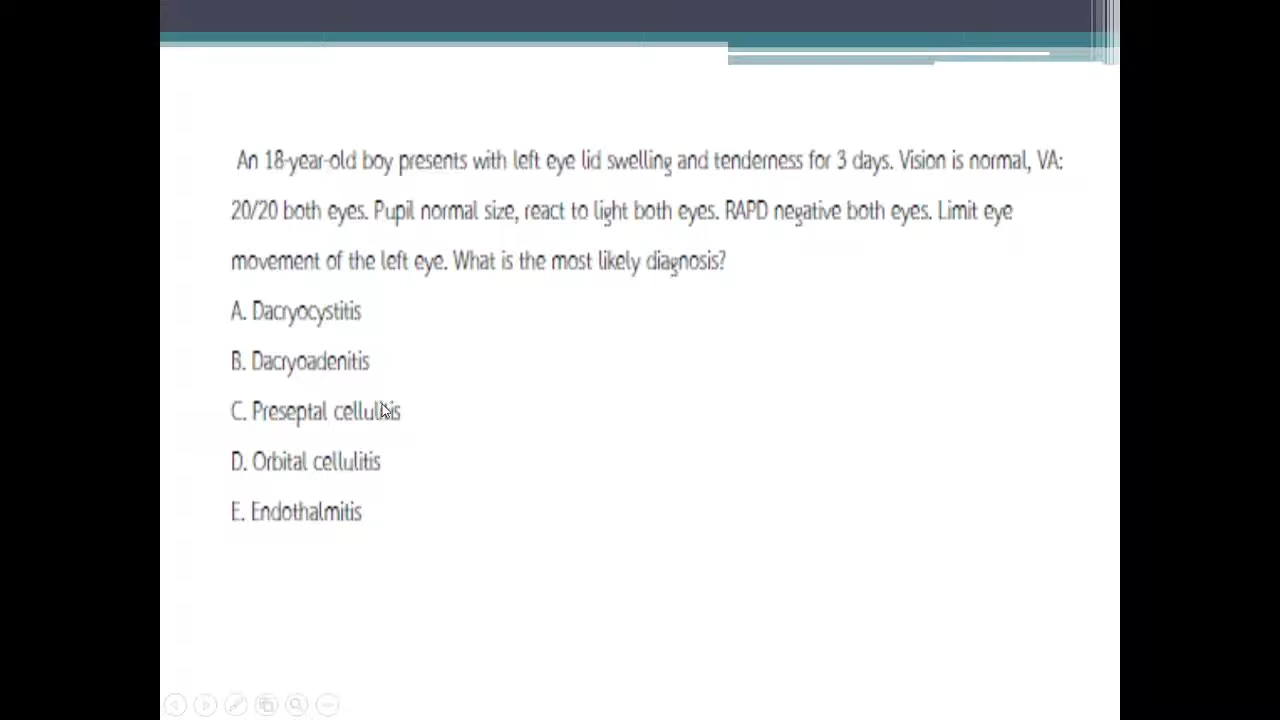 An 18-year-old boy presents with left eye lid swelling and tenderness for 3 days. Vision is normal, VA:
20/20 both eyes. Pupil normal size, react to light both eyes. RAPD negative both eyes. Limit eye
movement of the left eye. What is the most likely diagnosis?
A. Dacryocystitis
B. Dacryoadenitis
C. Preseptal cellulitis
D. Orbital cellulitis
E. Endothalmitis